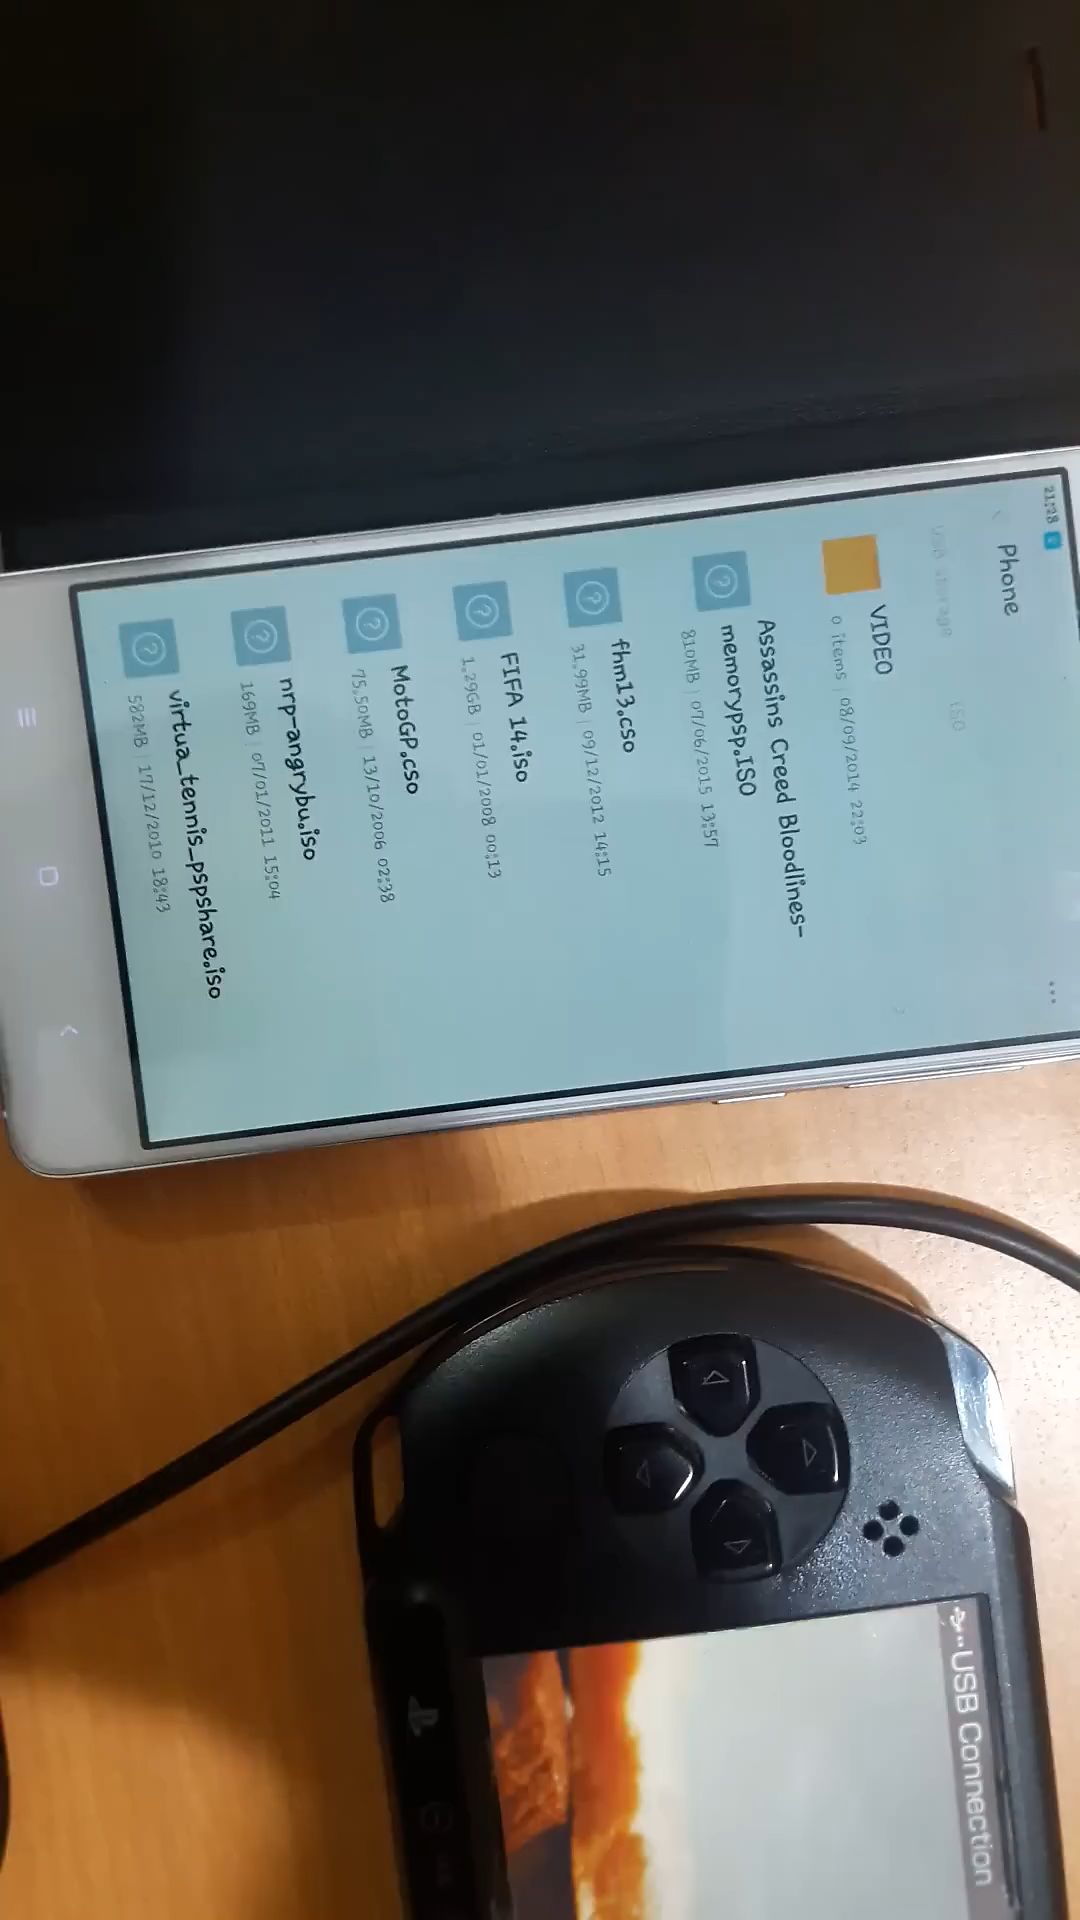 21:28
Phone
USB storage
ISO
VIDEO
0 items | 08/09/2014 22:03
Assassins Creed Bloodlines-
memorypsp.ISO
810MB | 07/06/2015 13:57
fhm13.cso
31.99MB | 09/12/2012 14:15
FIFA 14.iso
1.29GB | 01/01/2008 00:13
MotoGP.cso
75.50MB | 13/10/2006 02:38
nrp-angrybu.iso
169MB | 07/01/2011 15:04
virtua_tennis_pspshare.iso
582MB | 17/12/2010 18:43
USB Connection